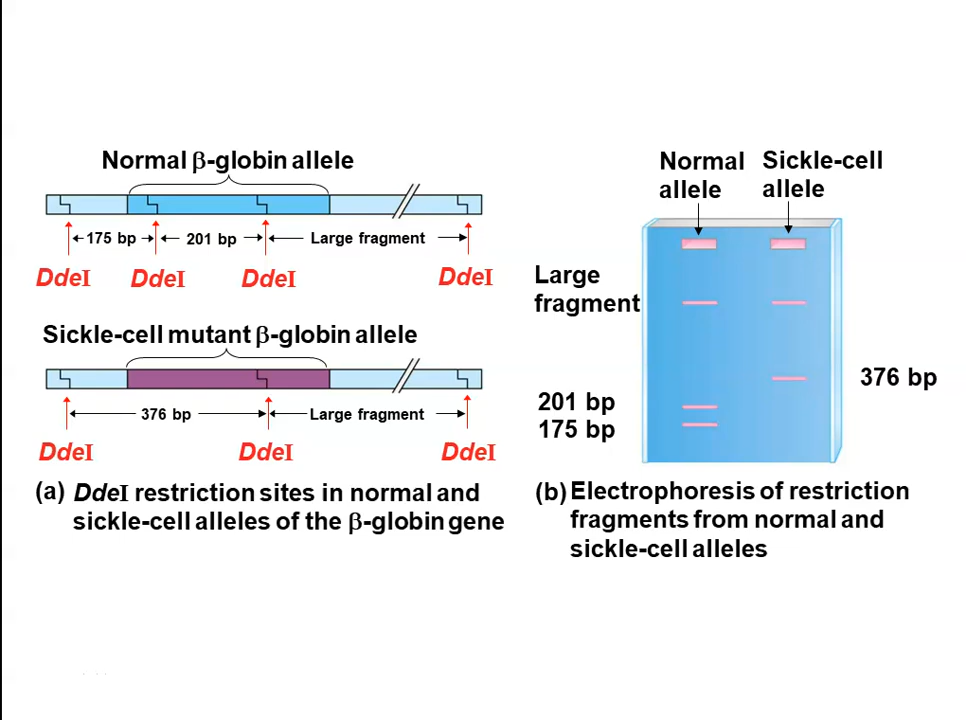 Normal β-globin allele
175 bp
201 bp
Large fragment
DdeI
DdeI
DdeI
DdeI
Sickle-cell mutant β-globin allele
376 bp
Large fragment
DdeI
DdeI
DdeI
(a) DdeI restriction sites in normal and
sickle-cell alleles of the β-globin gene
Normal
allele
Sickle-cell
allele
Large
fragment
376 bp
201 bp
175 bp
(b) Electrophoresis of restriction
fragments from normal and
sickle-cell alleles